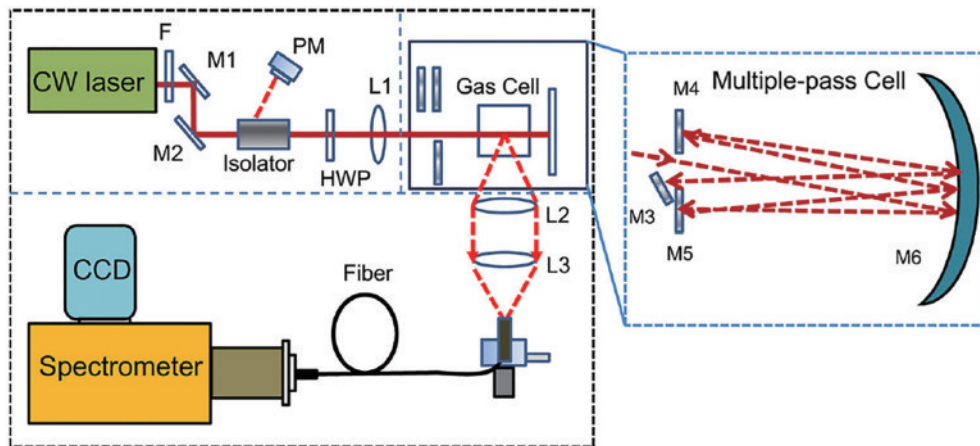 F
M1
PM
CW laser
L1
Gas Cell
Multiple-pass Cell
M4
M2
Isolator
HWP
L2
M3
M5
M6
L3
Fiber
CCD
Spectrometer